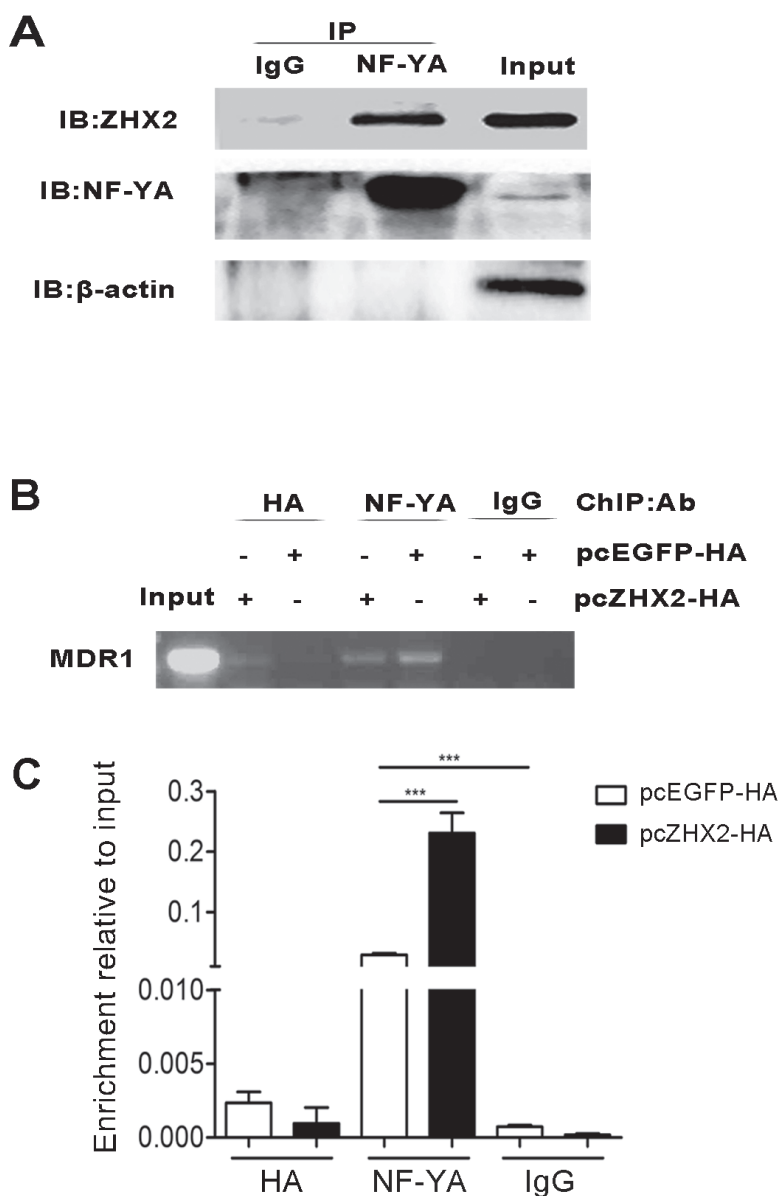 A
IP
IgG NF-YA Input
IB:ZHX2
IB:NF-YA
IB:β-actin
B
HA NF-YA IgG ChIP:Ab
- + - + - + pcEGFP-HA
Input + - + - + - pcZHX2-HA
MDR1
C
Enrichment relative to input
***
***
pcEGFP-HA
pcZHX2-HA
0.3
0.2
0.1
0.010
0.005
0.000
HA NF-YA IgG